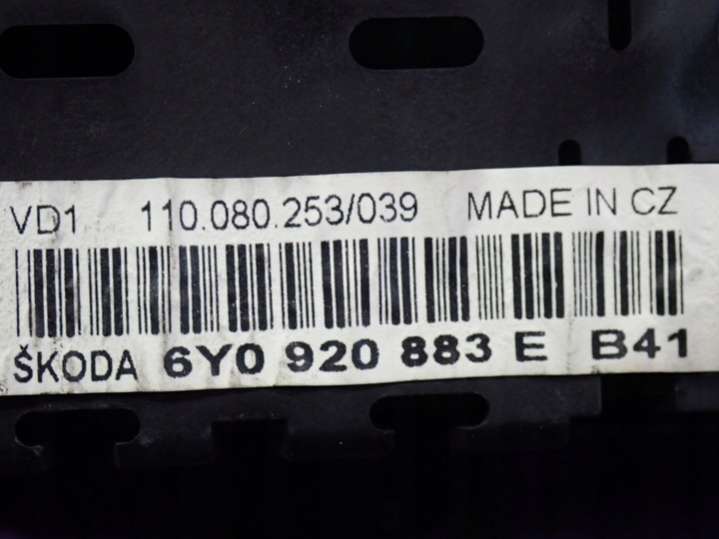 VD1 110.080.253/039 MADE IN CZ
ŠKODA 6Y0 920 883 E B41